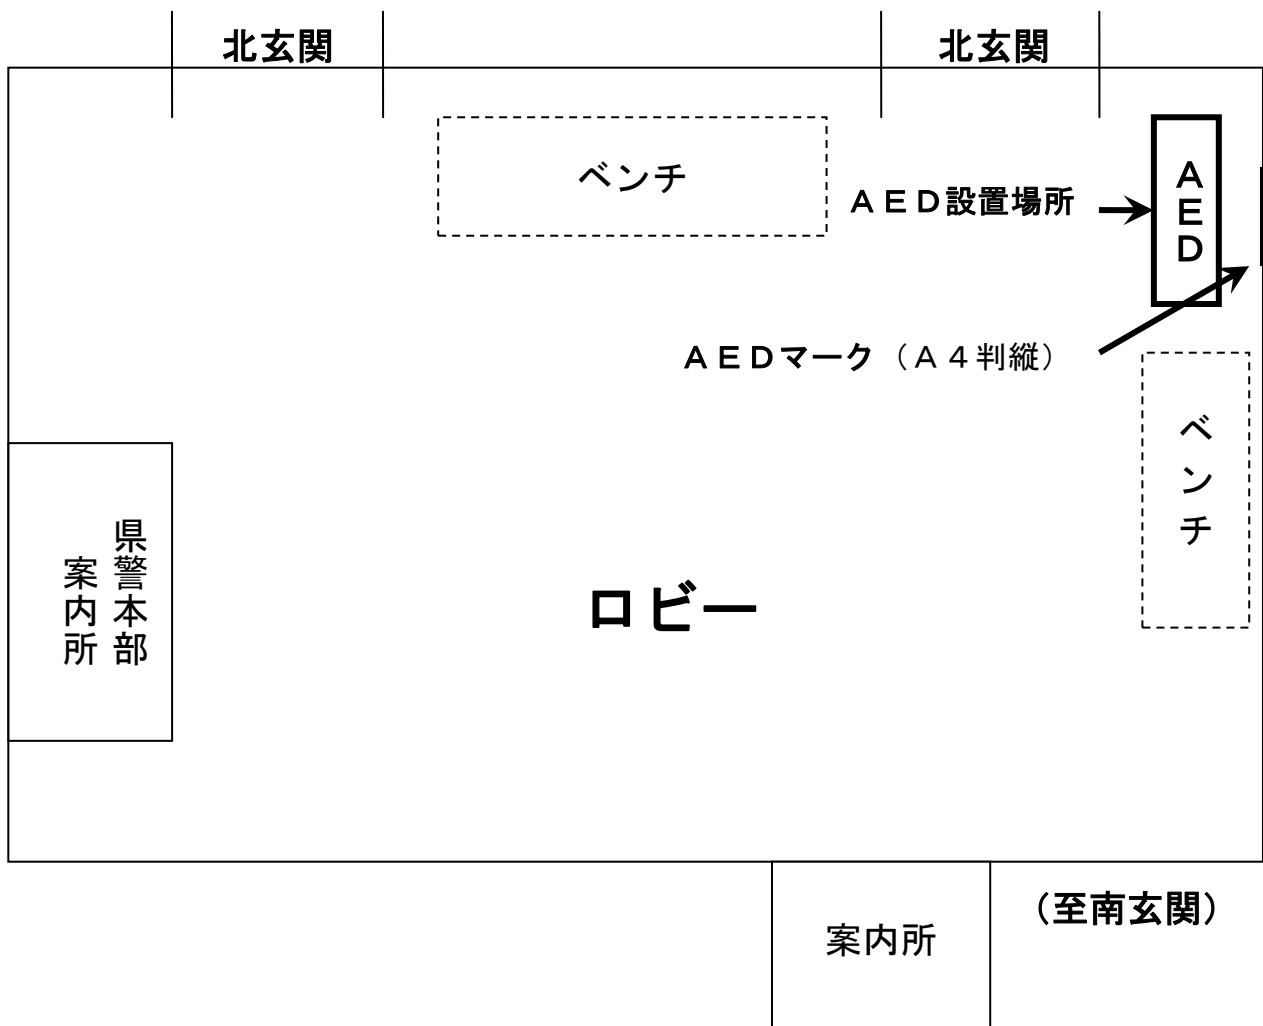 北玄関
北玄関
ベンチ
AED
ＡＥＤ設置場所
ＡＥＤマーク（Ａ４判縦）
ベンチ
県警本部
案内所
ロビー
案内所
（至南玄関）